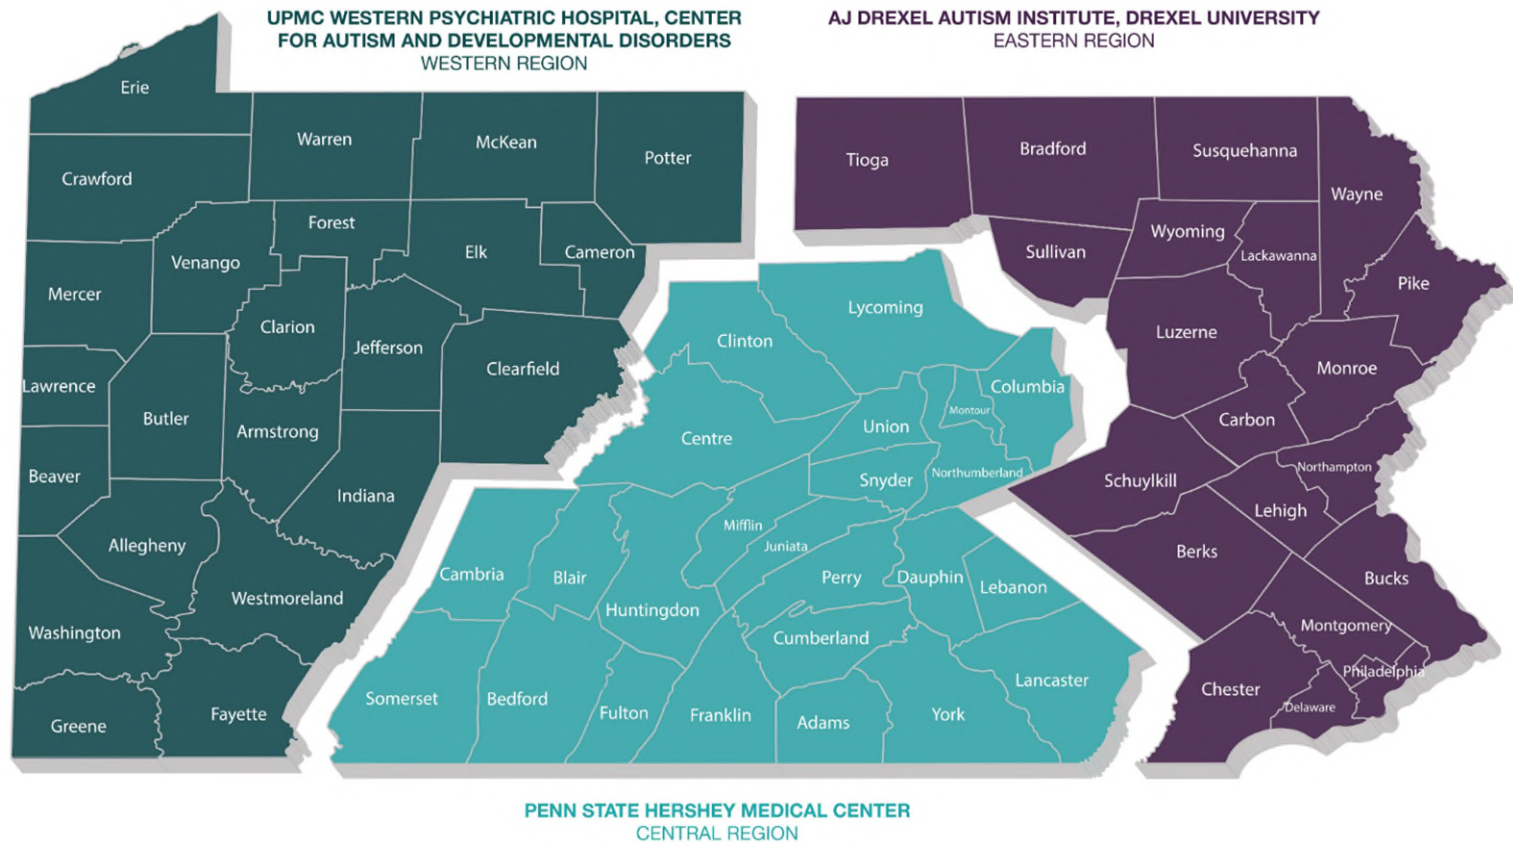 UPMC WESTERN PSYCHIATRIC HOSPITAL, CENTER
FOR AUTISM AND DEVELOPMENTAL DISORDERS
WESTERN REGION
Erie
Warren
McKean
Potter
Crawford
Forest
Elk
Cameron
Venango
Mercer
Clarion
Jefferson
Clearfield
Lawrence
Butler
Armstrong
Beaver
Indiana
Allegheny
Westmoreland
Washington
Fayette
Greene
AJ DREXEL AUTISM INSTITUTE, DREXEL UNIVERSITY
EASTERN REGION
Tioga
Bradford
Susquehanna
Wayne
Wyoming
Sullivan
Lackawanna
Pike
Luzerne
Monroe
Carbon
Northampton
Schuylkill
Lehigh
Berks
Bucks
Montgomery
Philadelphia
Chester
Delaware
Lycoming
Clinton
Columbia
Montour
Union
Centre
Northumberland
Snyder
Mifflin
Juniata
Cambria
Blair
Perry
Dauphin
Lebanon
Huntingdon
Cumberland
Somerset
Bedford
Lancaster
Fulton
Franklin
Adams
York
PENN STATE HERSHEY MEDICAL CENTER
CENTRAL REGION